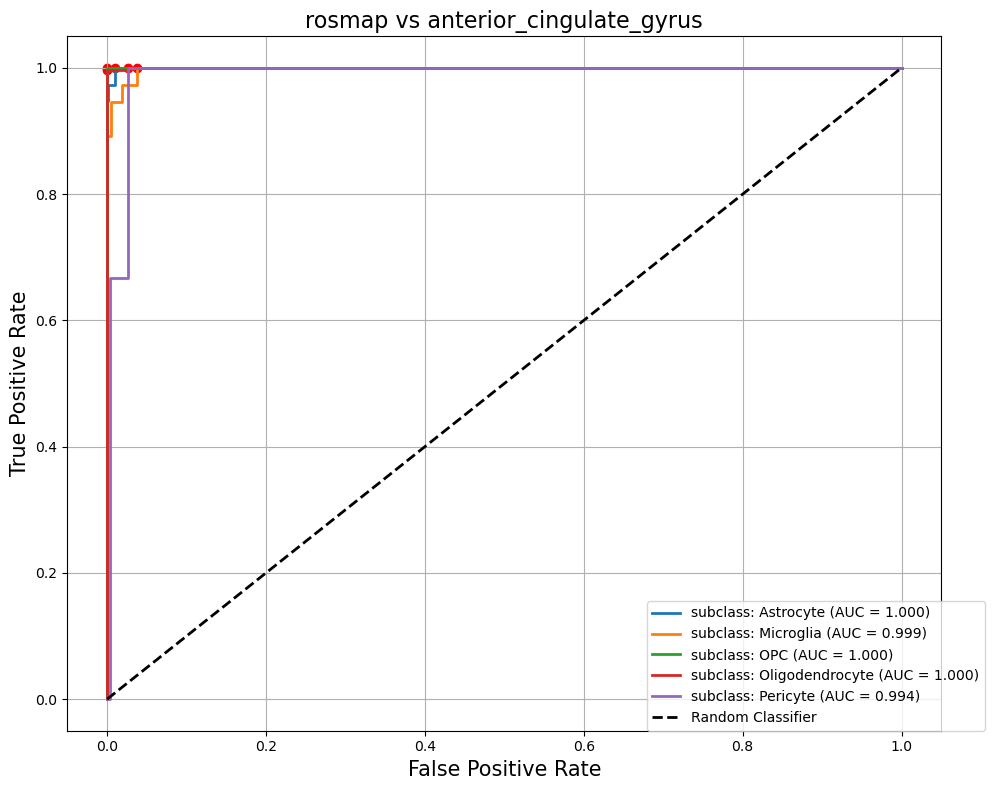 rosmap vs anterior_cingulate_gyrus
1.0
0.8
0.6
0.4
0.2
0.0
True Positive Rate
subclass: Astrocyte (AUC = 1.000)
subclass: Microglia (AUC = 0.999)
subclass: OPC (AUC = 1.000)
subclass: Oligodendrocyte (AUC = 1.000)
subclass: Pericyte (AUC = 0.994)
Random Classifier
0.0 0.2 0.4 0.6 0.8 1.0
False Positive Rate